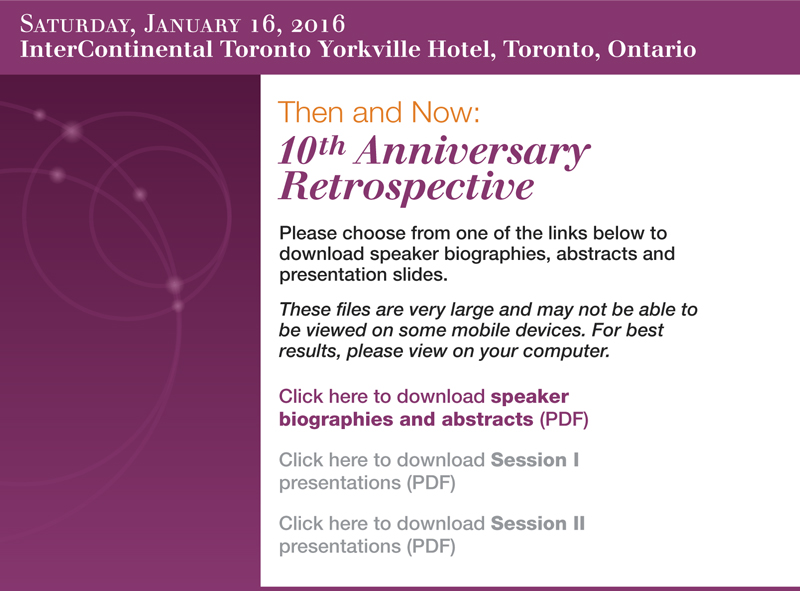 Saturday, January 16, 2016
InterContinental Toronto Yorkville Hotel, Toronto, Ontario
Then and Now:
10th Anniversary
Retrospective
Please choose from one of the links below to
download speaker biographies, abstracts and
presentation slides.
These files are very large and may not be able to
be viewed on some mobile devices. For best
results, please view on your computer.
Click here to download speaker
biographies and abstracts (PDF)
Click here to download Session I
presentations (PDF)
Click here to download Session II
presentations (PDF)